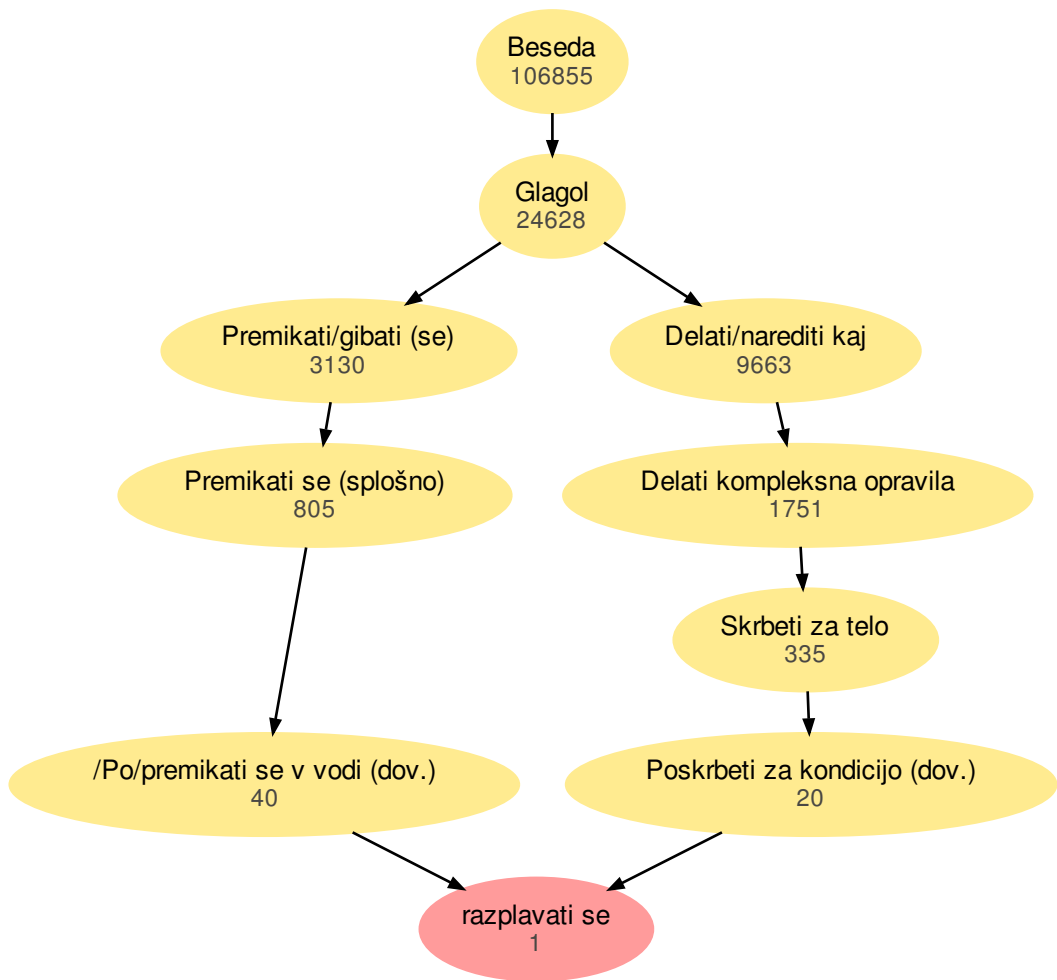 Beseda
106855
Glagol
24628
Premikati/gibati (se)
3130
Delati/narediti kaj
9663
Premikati se (splošno)
805
Delati kompleksna opravila
1751
Skrbeti za telo
335
/Po/premikati se v vodi (dov.)
40
Poskrbeti za kondicijo (dov.)
20
razplavati se
1